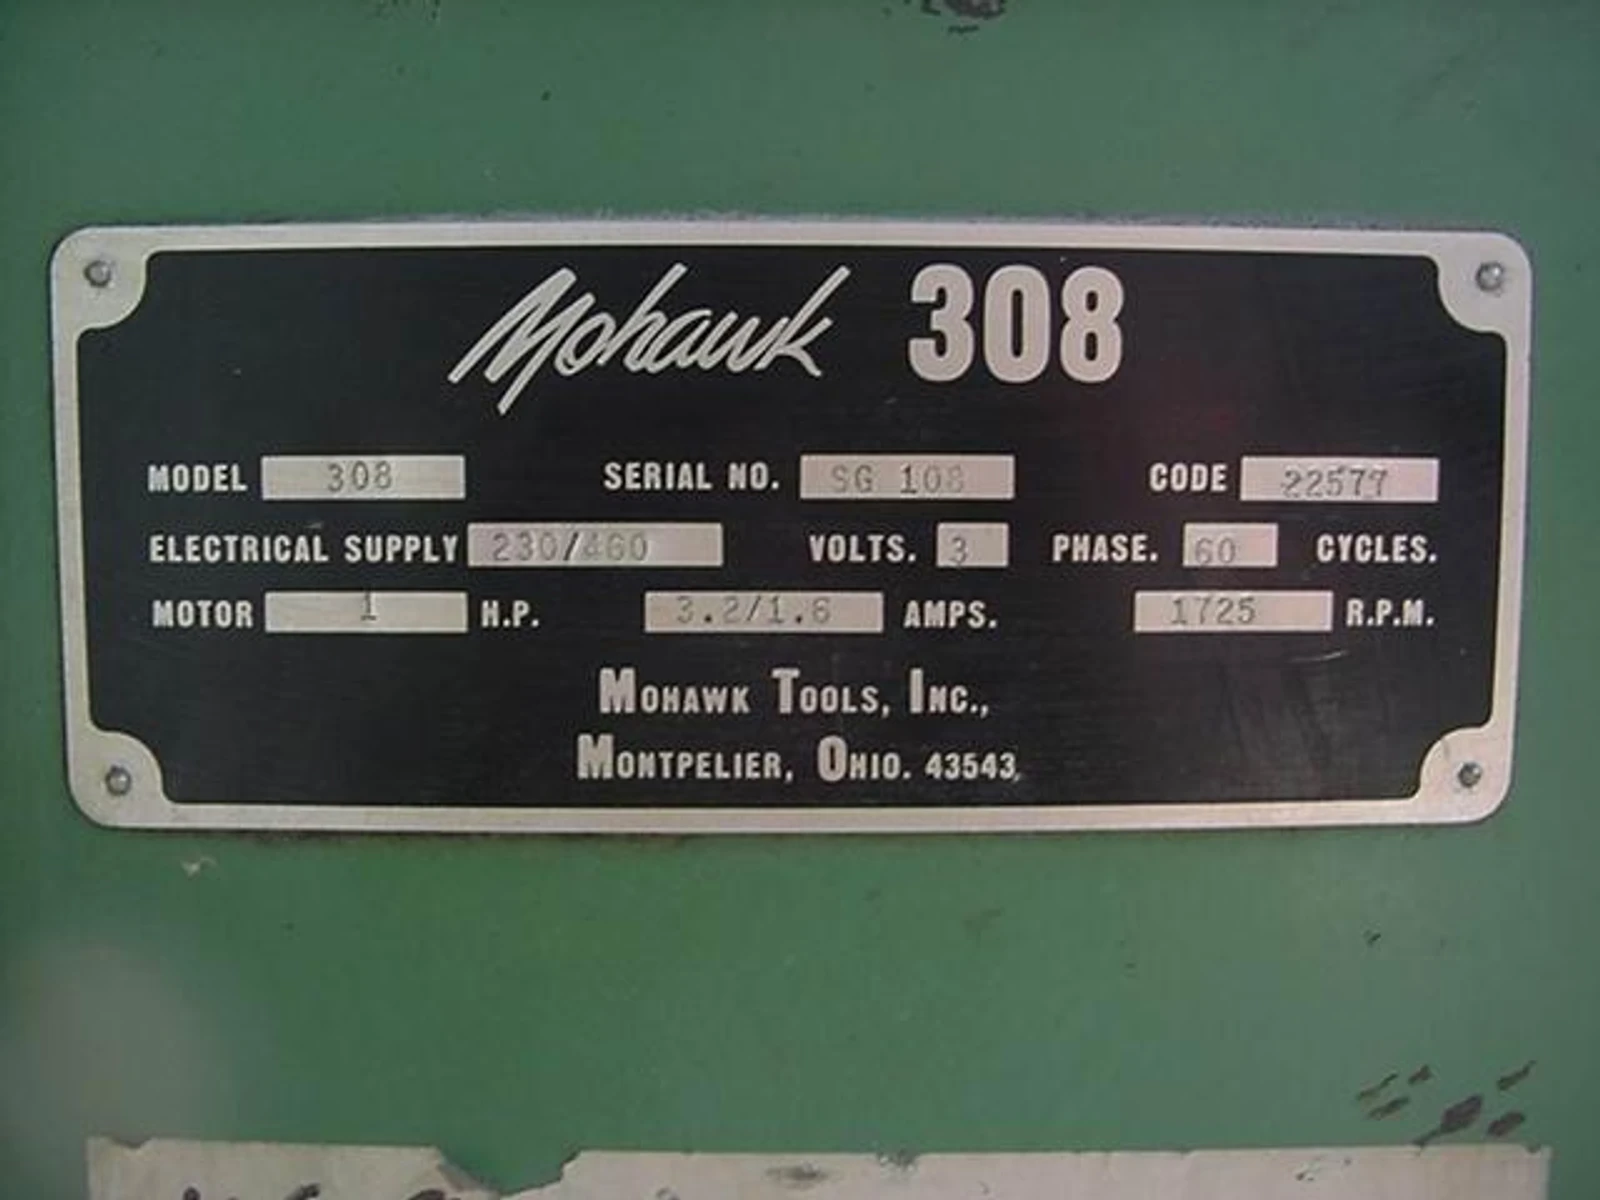 Mohawk 308
MODEL 308 SERIAL NO. SG 108 CODE 22577
ELECTRICAL SUPPLY 230/460 VOLTS. 3 PHASE. 60 CYCLES.
MOTOR 1 H.P. 3.2/1.6 AMPS. 1725 R.P.M.
MOHAWK TOOLS, INC.,
MONTPELIER, OHIO. 43543.